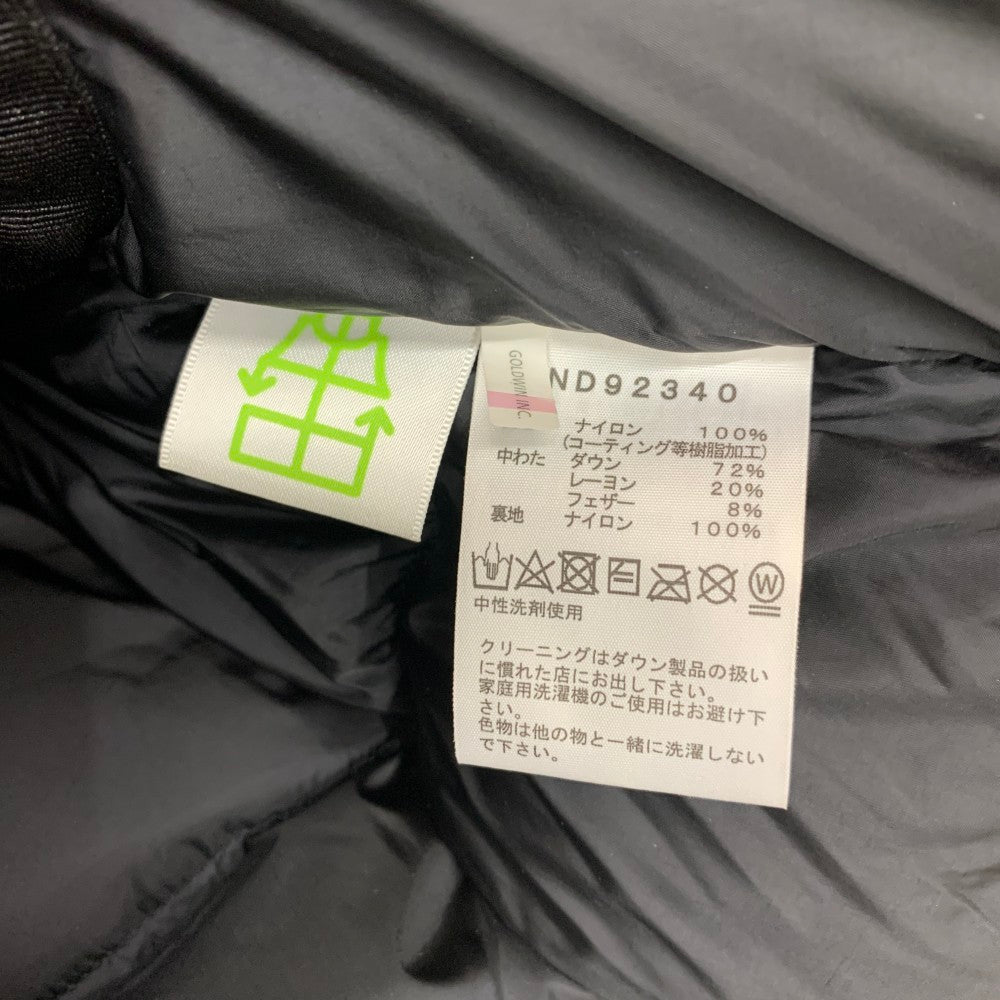 GOLDWIN INC.
ND92340
ナイロン 100%
(コーティング等樹脂加工)
中わた ダウン 72%
レーヨン 20%
フェザー 8%
裏地 ナイロン 100%
W
中性洗剤使用
クリーニングはダウン製品の扱い
に慣れた店にお出し下さい。
家庭用洗濯機のご使用はお避け下
さい。
色物は他の物と一緒に洗濯しない
で下さい。